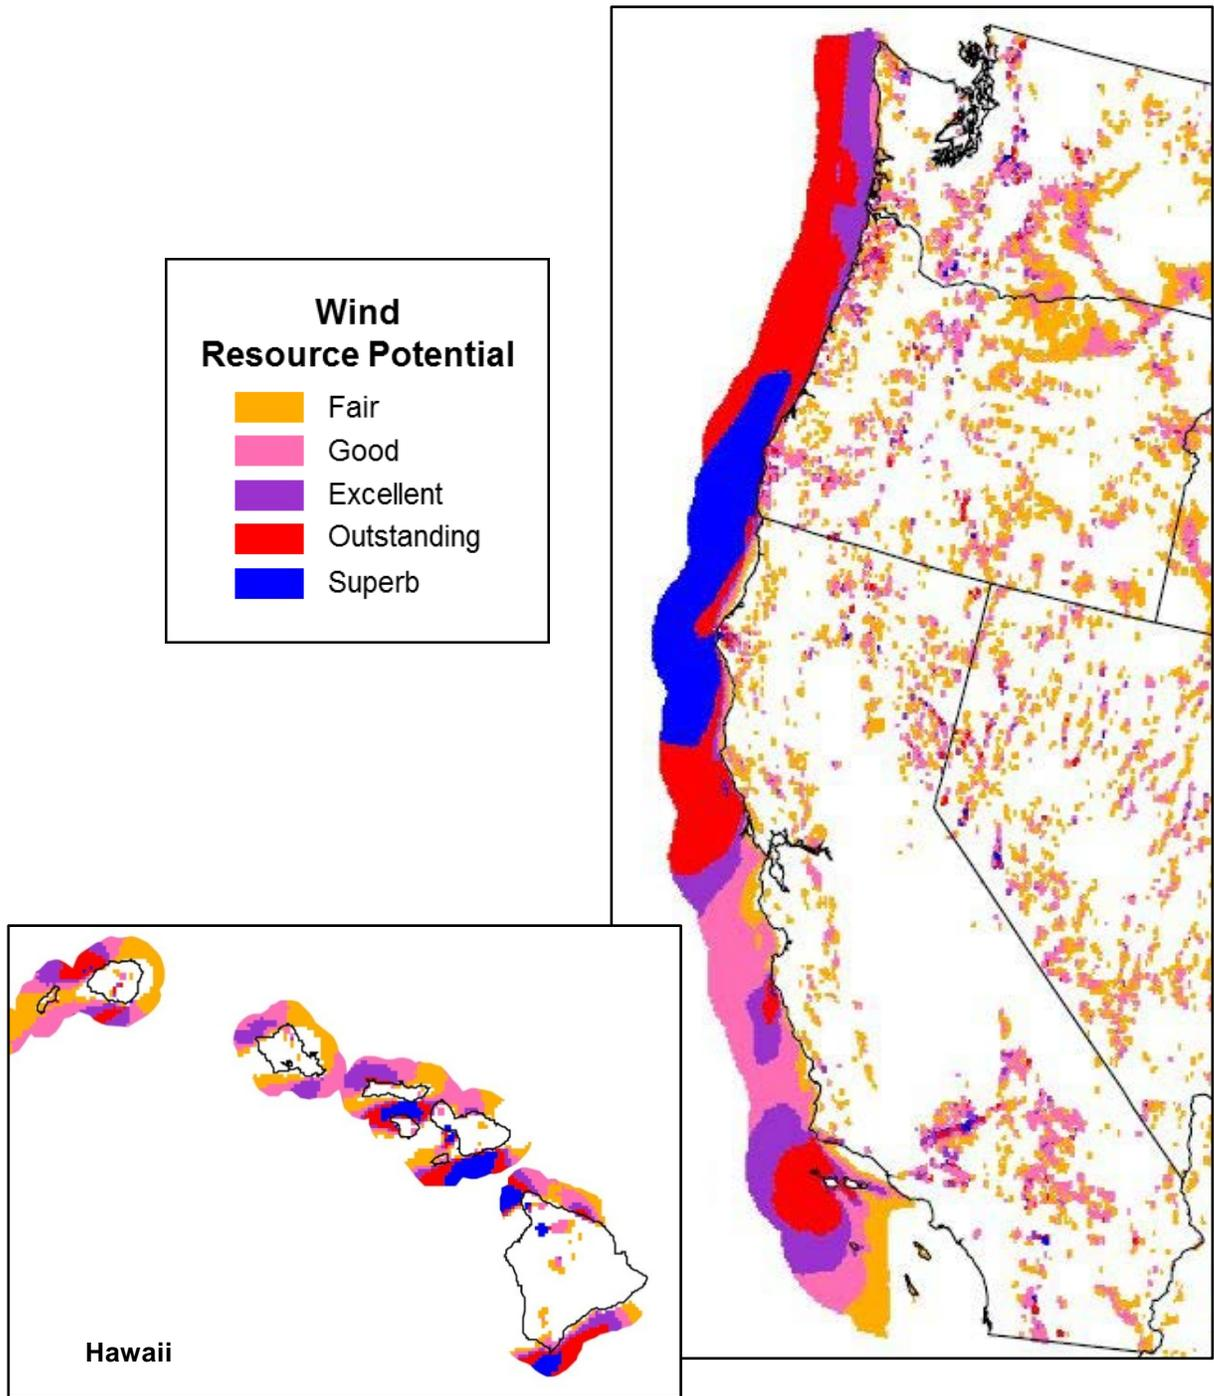 Wind
Resource Potential
Fair
Good
Excellent
Outstanding
Superb
Hawaii